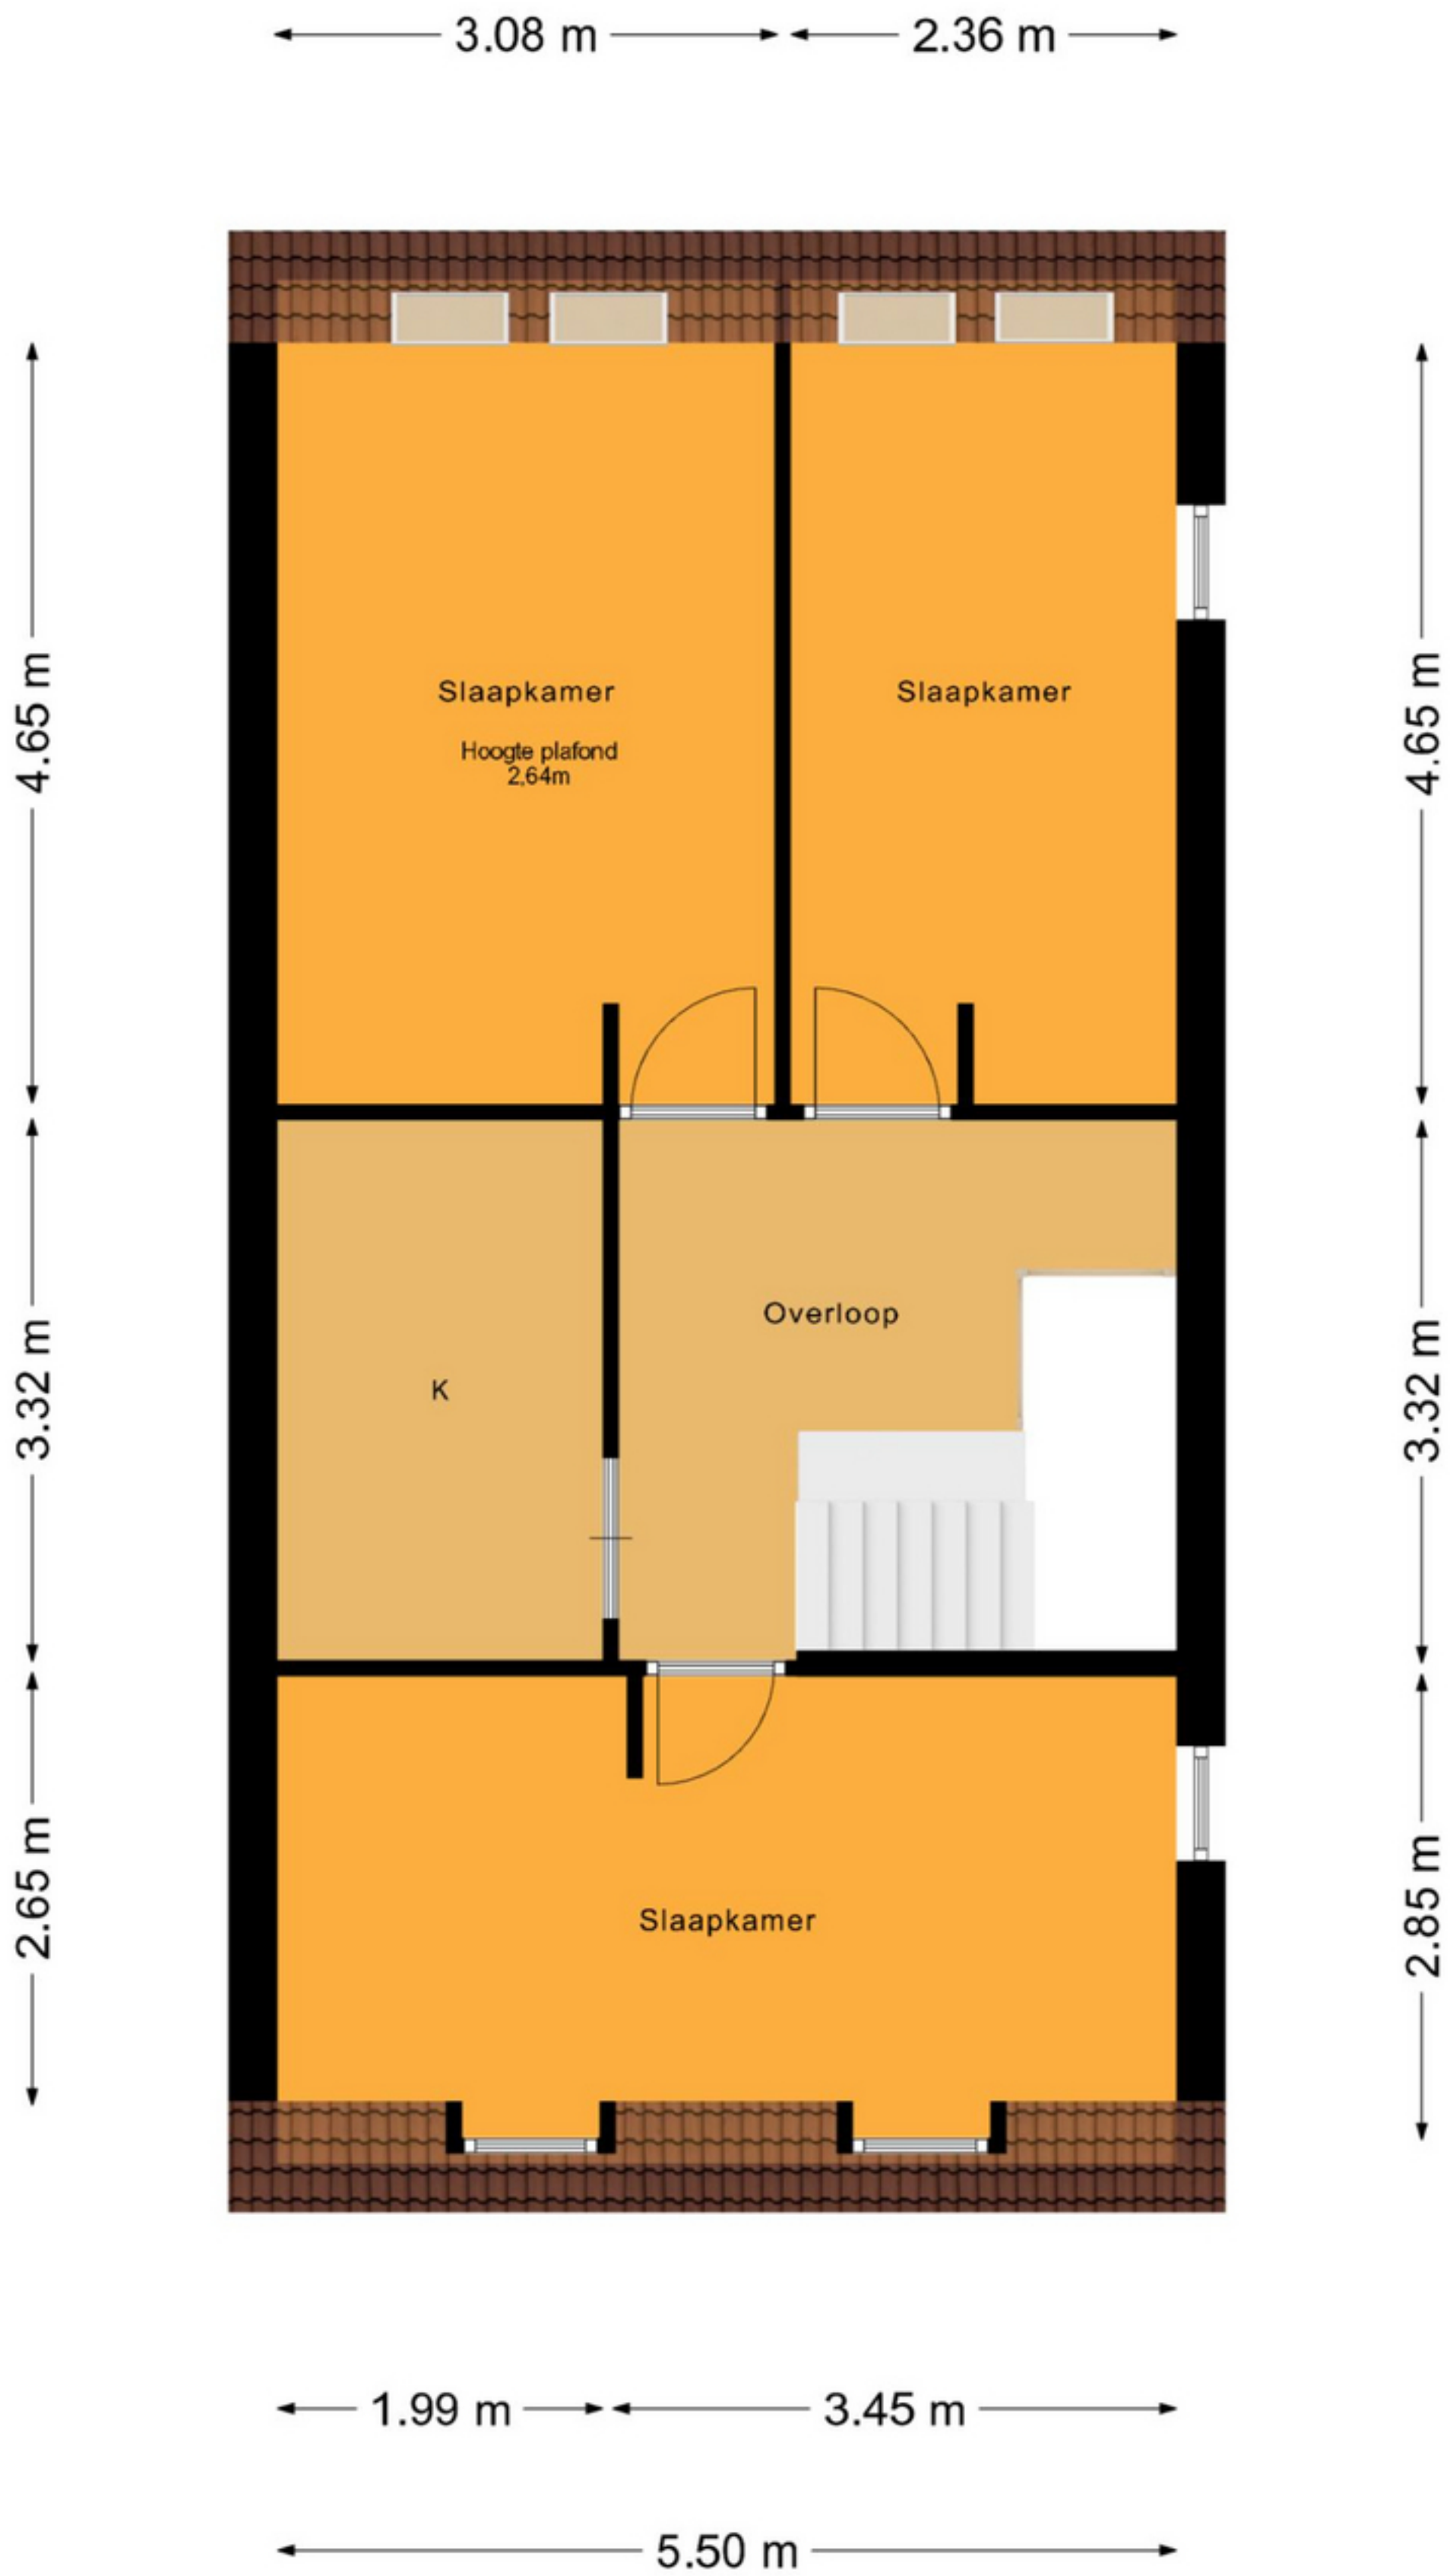 3.08 m
2.36 m
4.65 m
4.65 m
Slaapkamer
Slaapkamer
Hoogte plafond
2,64m
3.32 m
3.32 m
Overloop
K
2.65 m
2.85 m
Slaapkamer
1.99 m
3.45 m
5.50 m